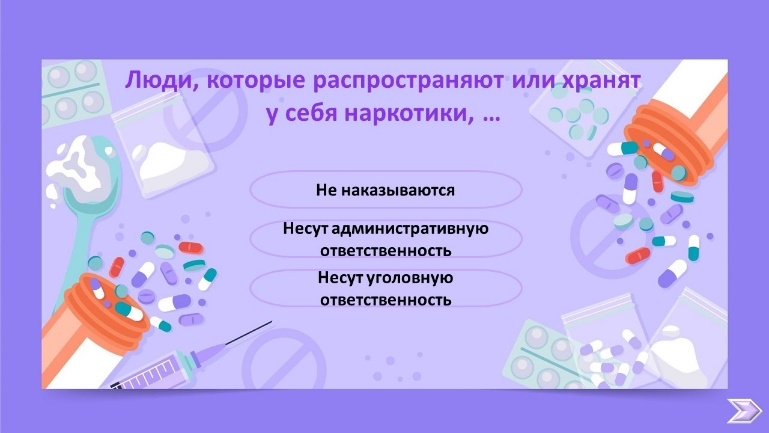 Люди, которые распространяют или хранят
у себя наркотики, ...
Не наказываются
Несут административную
ответственность
Несут уголовную
ответственность